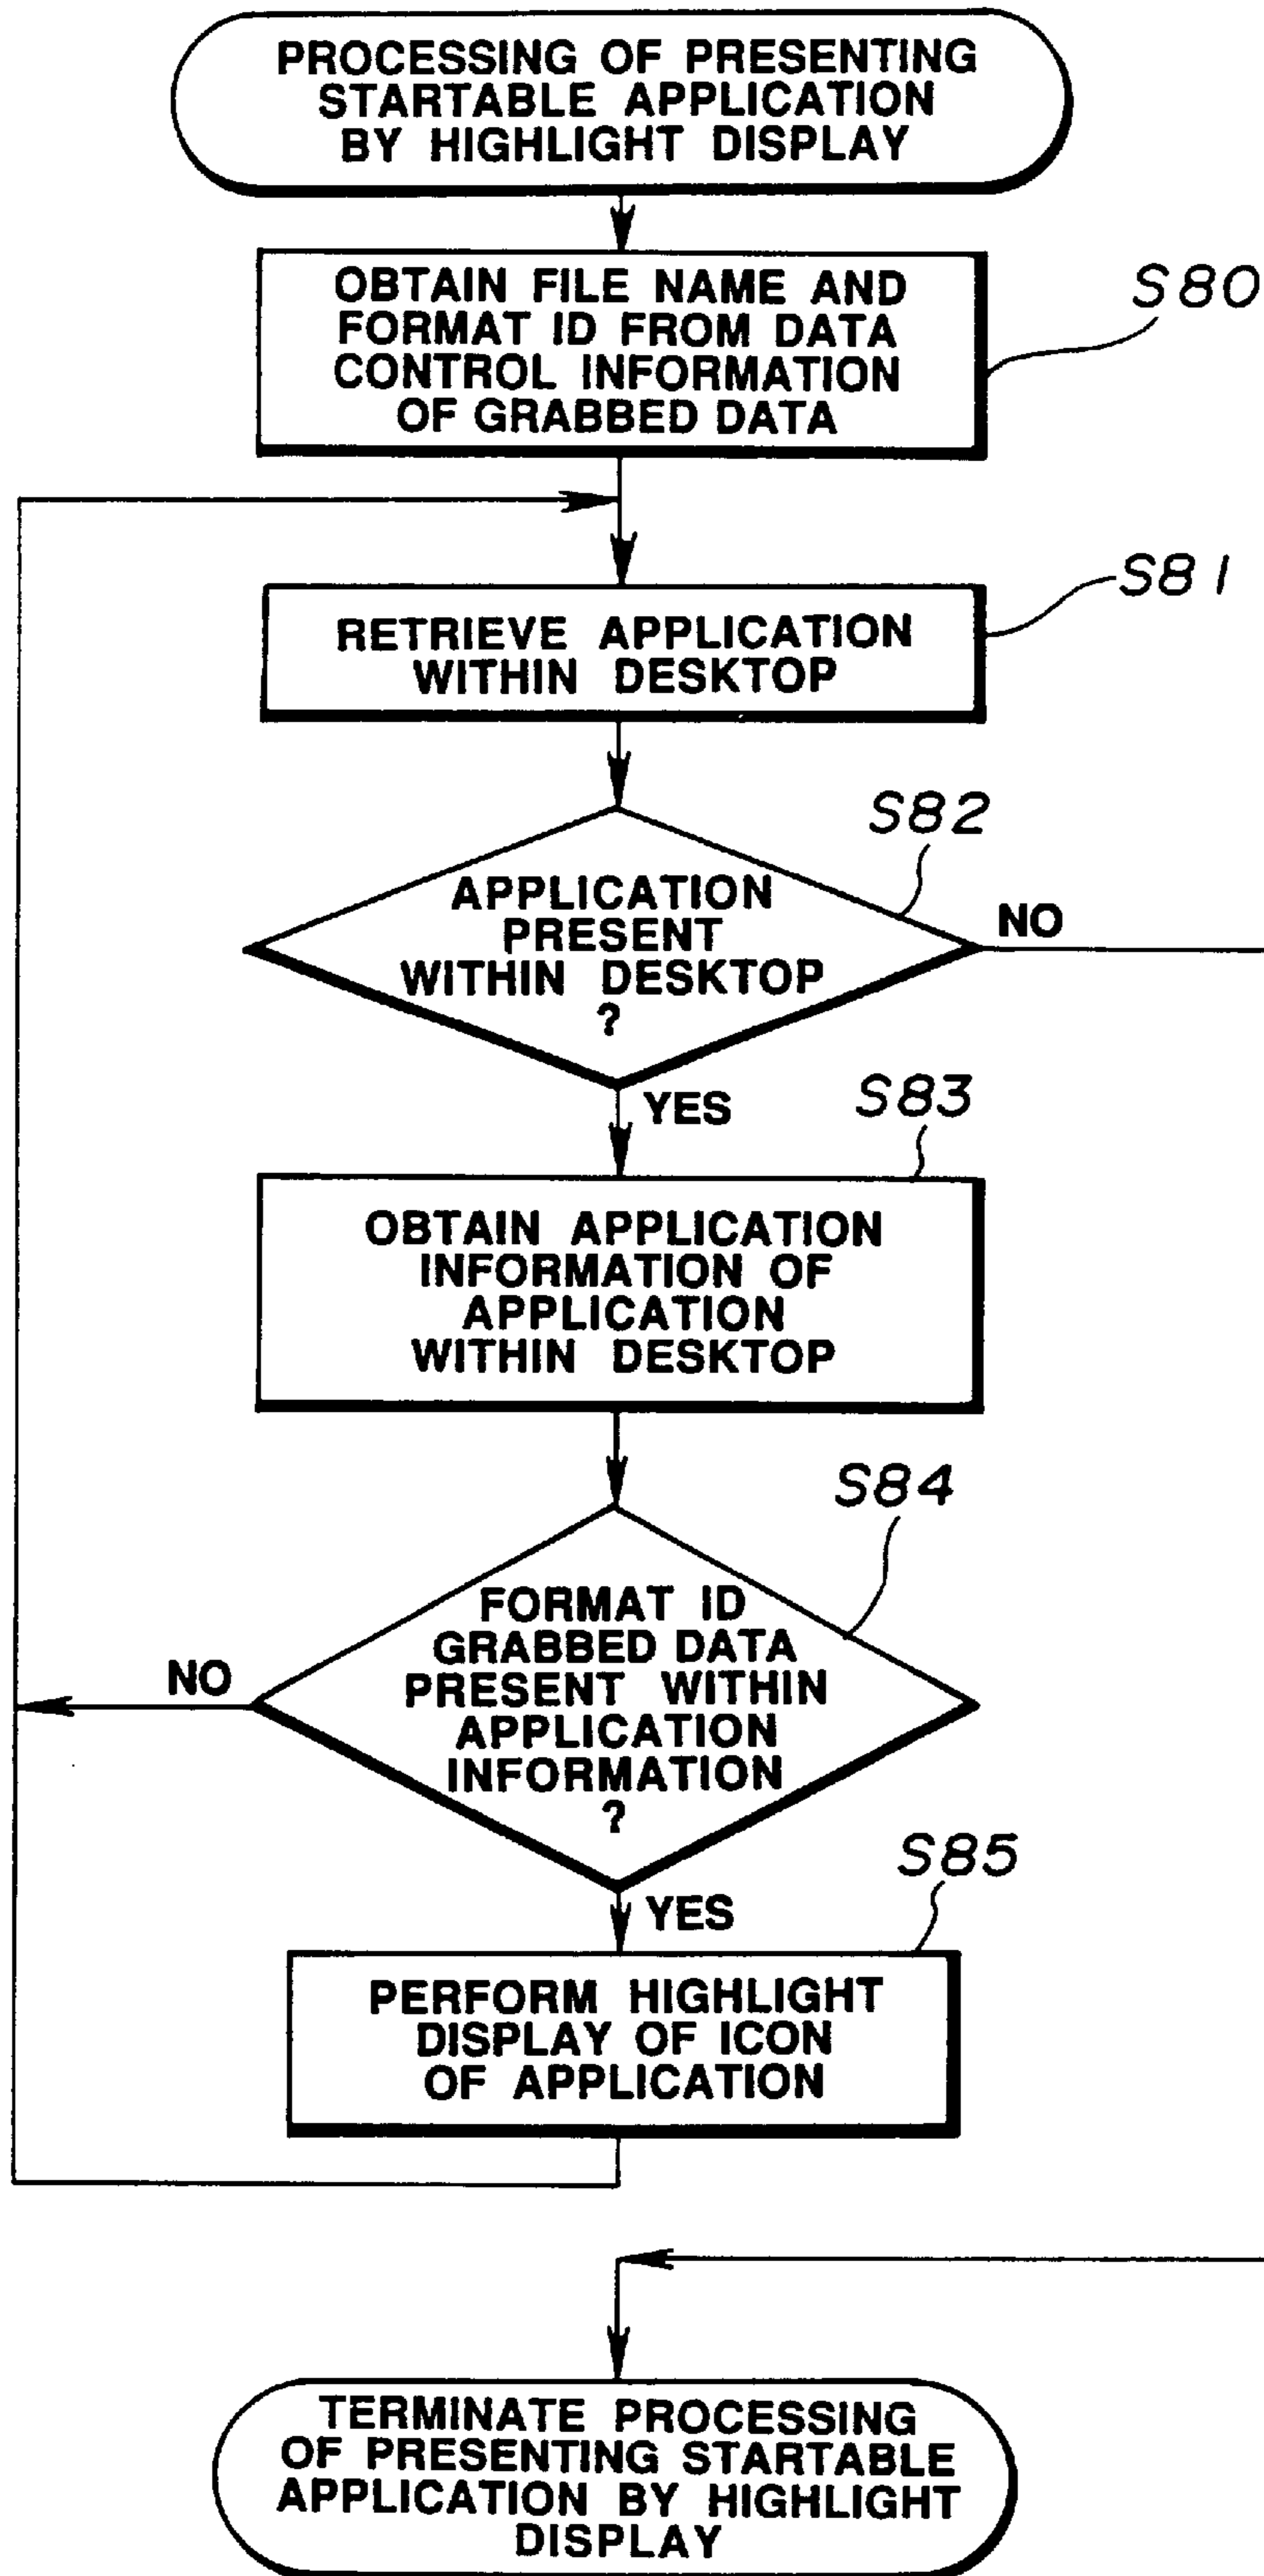 PROCESSING OF PRESENTING
STARTABLE APPLICATION
BY HIGHLIGHT DISPLAY
OBTAIN FILE NAME AND
FORMAT ID FROM DATA
CONTROL INFORMATION
OF GRABBED DATA
S80
RETRIEVE APPLICATION
WITHIN DESKTOP
S81
APPLICATION
PRESENT
WITHIN DESKTOP
?
S82
NO
YES
S83
OBTAIN APPLICATION
INFORMATION OF
APPLICATION
WITHIN DESKTOP
S84
FORMAT ID
GRABBED DATA
PRESENT WITHIN
APPLICATION
INFORMATION
?
NO
YES
S85
PERFORM HIGHLIGHT
DISPLAY OF ICON
OF APPLICATION
TERMINATE PROCESSING
OF PRESENTING STARTABLE
APPLICATION BY HIGHLIGHT
DISPLAY